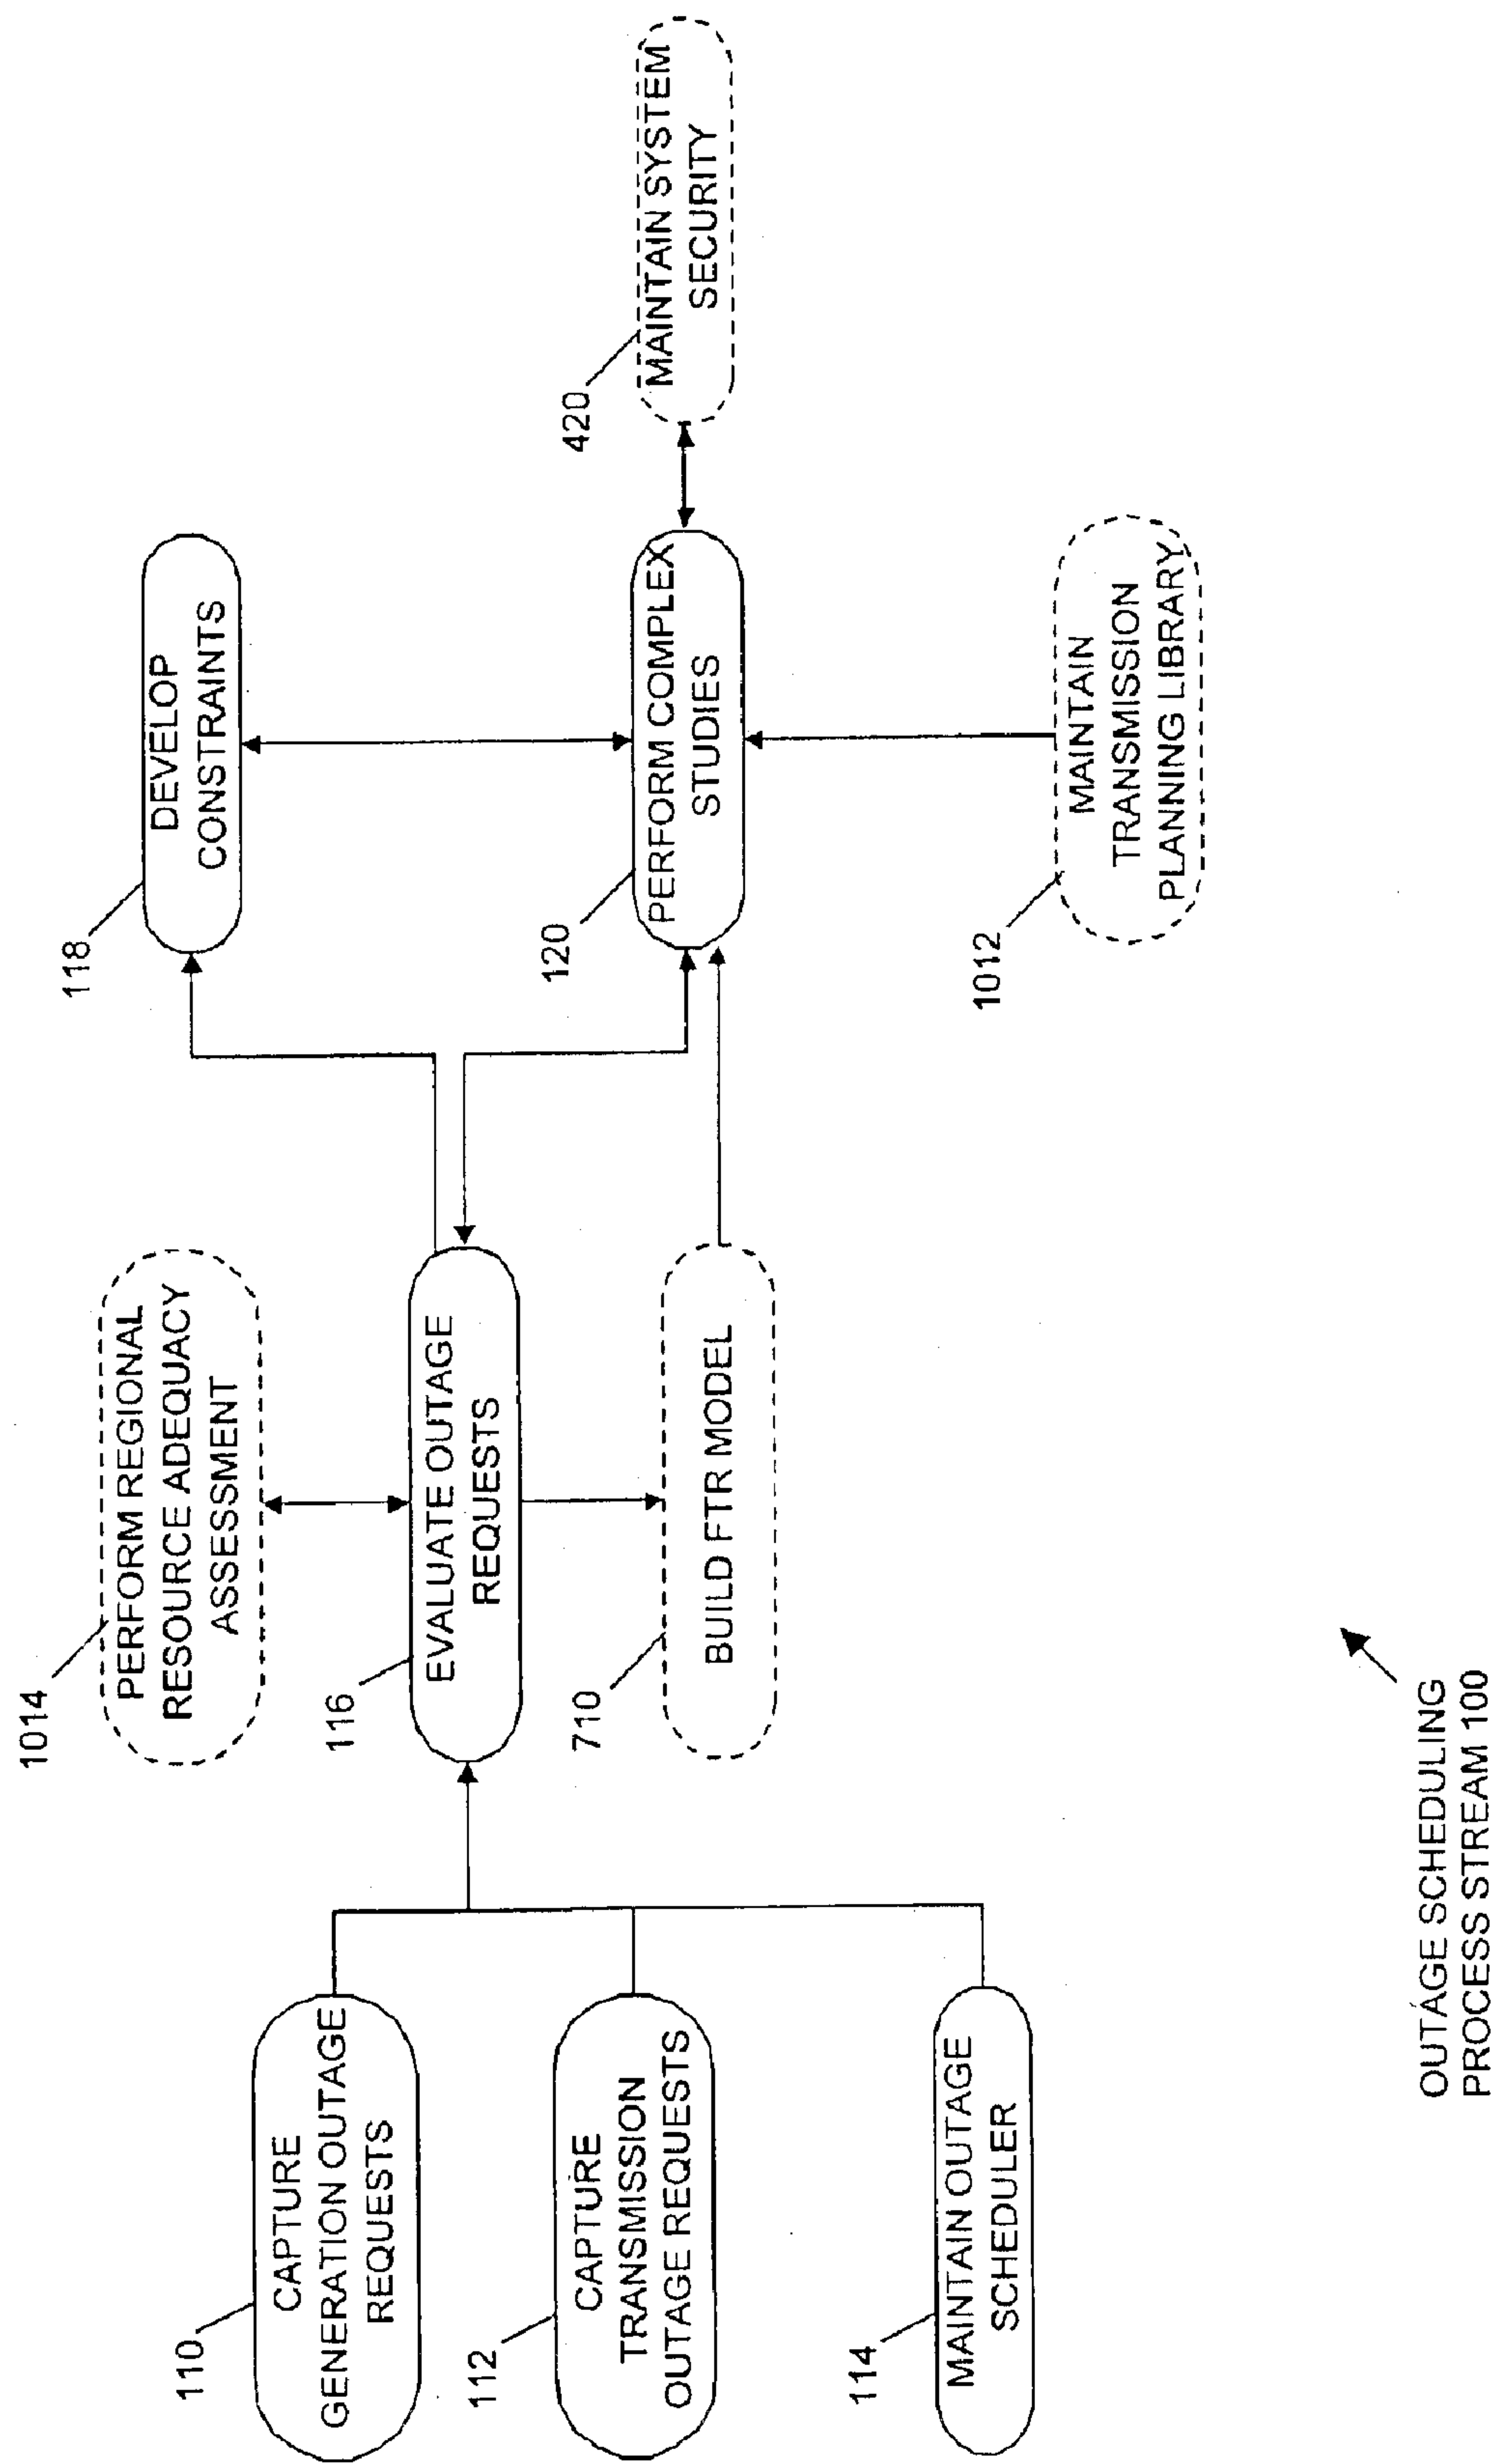 1014
PERFORM REGIONAL
RESOURCE ADEQUACY
ASSESSMENT
118
DEVELOP
CONSTRAINTS
110
CAPTURE
GENERATION OUTAGE
REQUESTS
116
EVALUATE OUTAGE
REQUESTS
420
MAINTAIN SYSTEM
SECURITY
112
CAPTURE
TRANSMISSION
OUTAGE REQUESTS
710
BUILD FTR MODEL
120
PERFORM COMPLEX
STUDIES
114
MAINTAIN OUTAGE
SCHEDULER
1012
MAINTAIN
TRANSMISSION
PLANNING LIBRARY
OUTAGE SCHEDULING
PROCESS STREAM 100